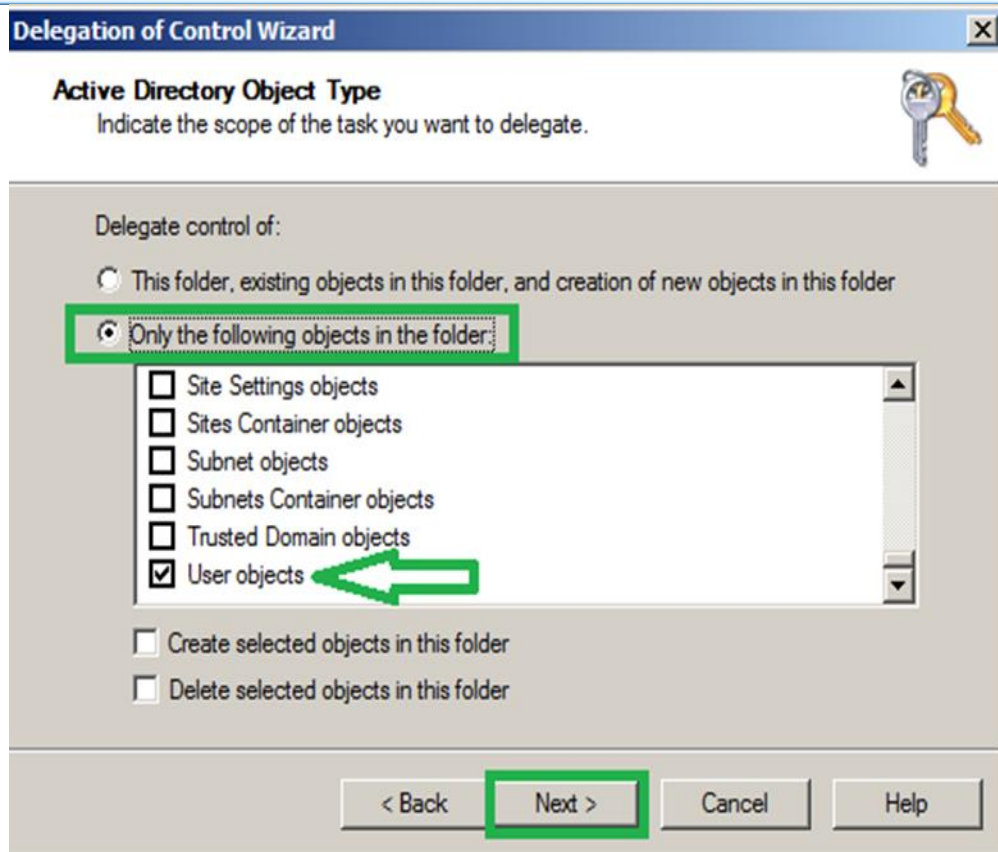 Delegation of Control Wizard
Active Directory Object Type
Indicate the scope of the task you want to delegate.
Delegate control of:
This folder, existing objects in this folder, and creation of new objects in this folder
Only the following objects in the folder:
Site Settings objects
Sites Container objects
Subnet objects
Subnets Container objects
Trusted Domain objects
User objects
Create selected objects in this folder
Delete selected objects in this folder
< Back Next > Cancel Help